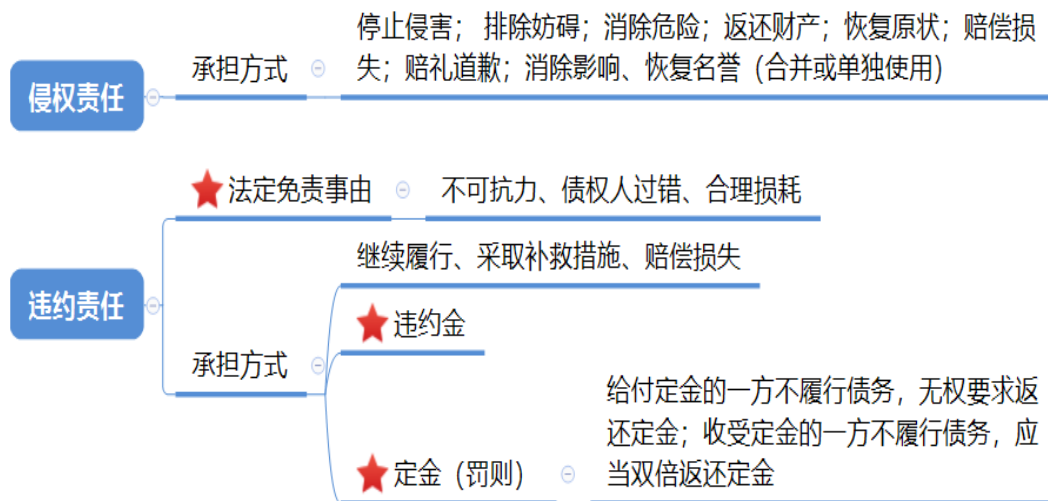 侵权责任
承担方式
停止侵害； 排除妨碍；消除危险；返还财产；恢复原状；赔偿损
失；赔礼道歉；消除影响、恢复名誉（合并或单独使用）
违约责任
法定免责事由
不可抗力、债权人过错、合理损耗
承担方式
继续履行、采取补救措施、赔偿损失
违约金
定金（罚则）
给付定金的一方不履行债务，无权要求返
还定金；收受定金的一方不履行债务，应
当双倍返还定金